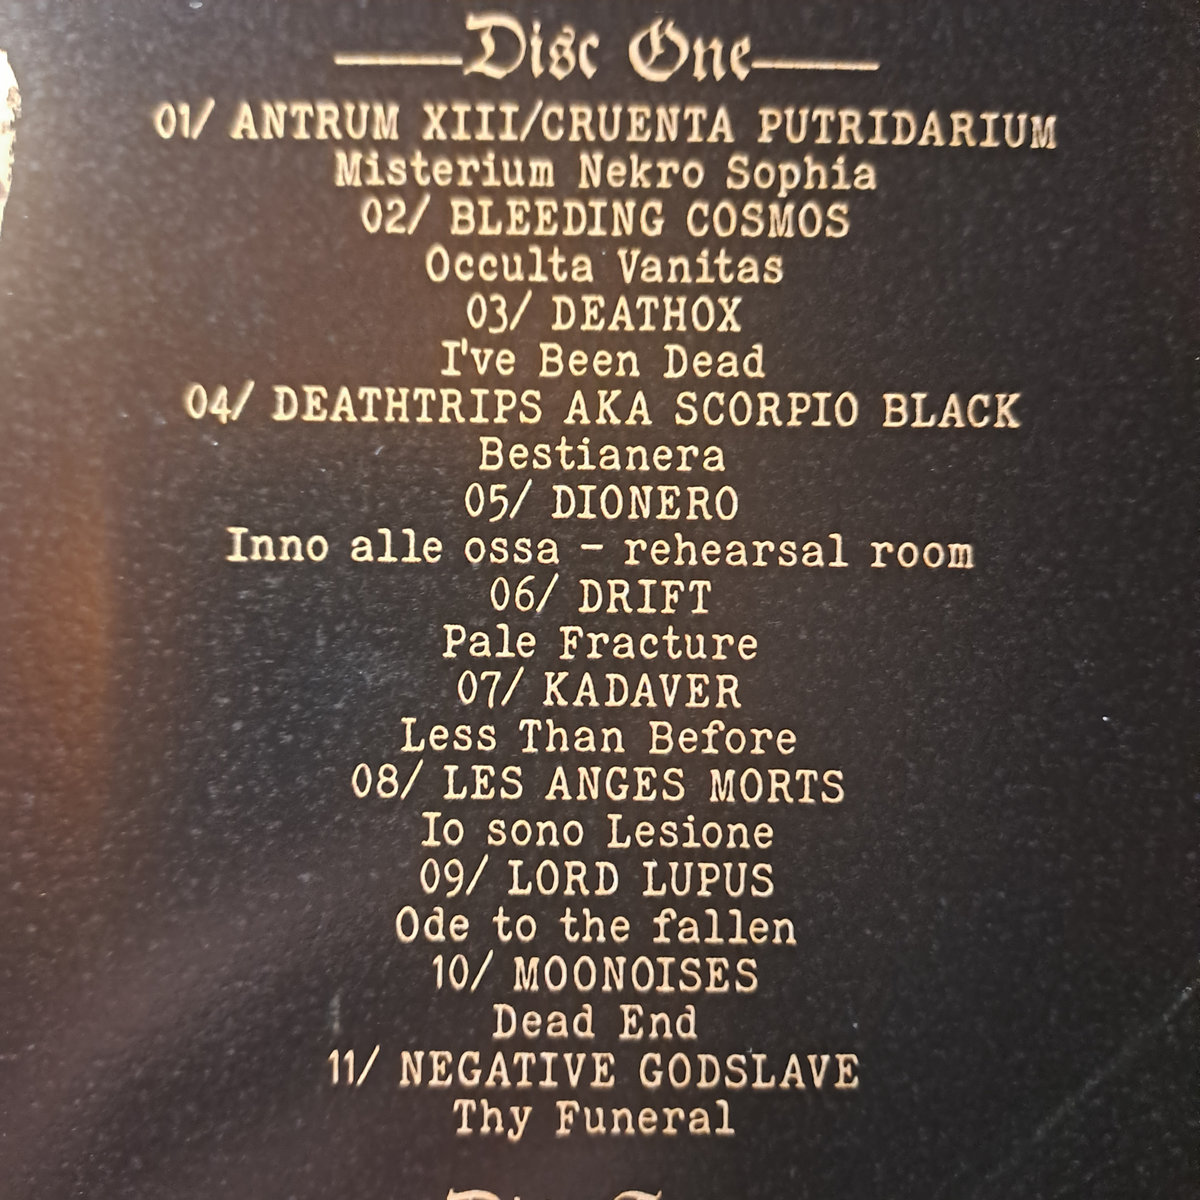 Disc One
01/ ANTRUM XIII/CRUENTA PUTRIDARIUM
Misterium Nekro Sophia
02/ BLEEDING COSMOS
Occulta Vanitas
03/ DEATHOX
I've Been Dead
04/ DEATHTRIPS AKA SCORPIO BLACK
Bestianera
05/ DIONERO
Inno alle ossa - rehearsal room
06/ DRIFT
Pale Fracture
07/ KADAVER
Less Than Before
08/ LES ANGES MORTS
Io sono Lesione
09/ LORD LUPUS
Ode to the fallen
10/ MOONOISES
Dead End
11/ NEGATIVE GODSLAVE
Thy Funeral